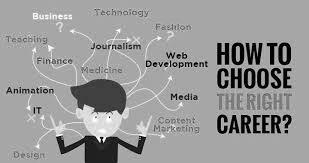 Technology
Business
?
Fashion
Teaching
Journalism
Web
Development
Finance
Medicine
Animation
Media
IT
Content
Marketing
Design
HOW TO
CHOOSE
THE RIGHT
CAREER?